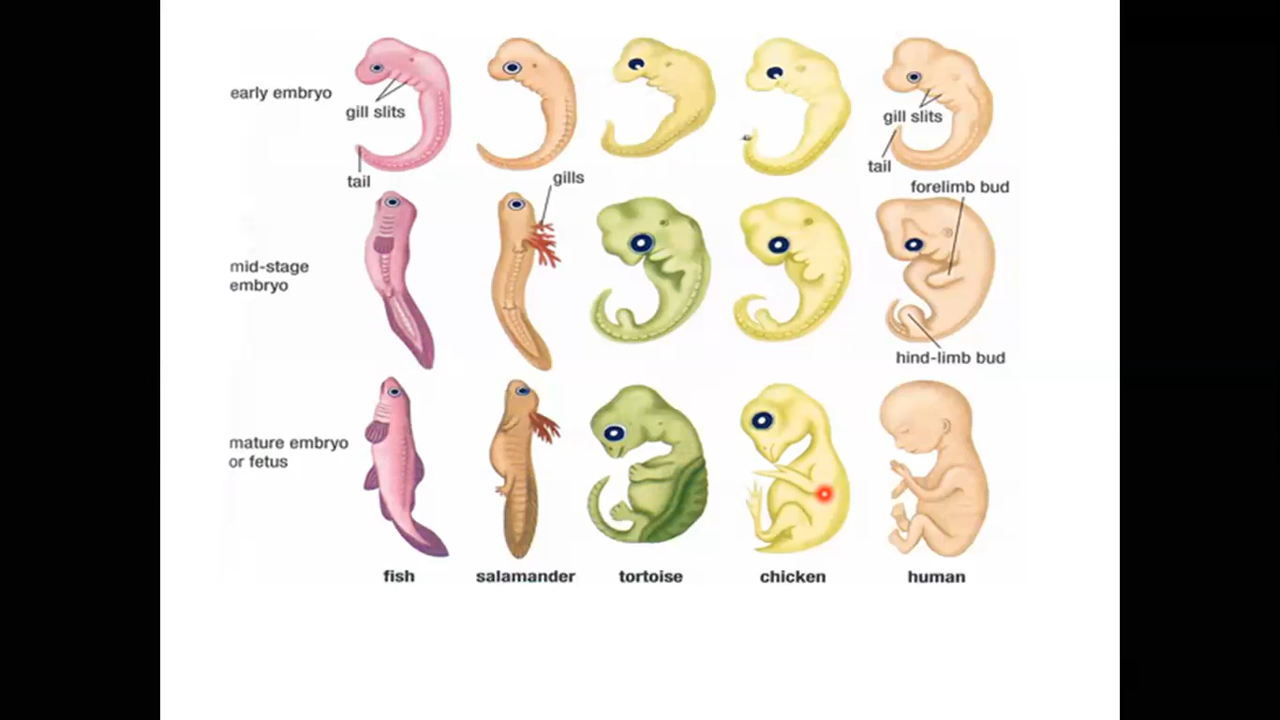 early embryo
gill slits
tail
gill slits
tail
gills
forelimb bud
mid-stage
embryo
hind-limb bud
mature embryo
or fetus
fish
salamander
tortoise
chicken
human